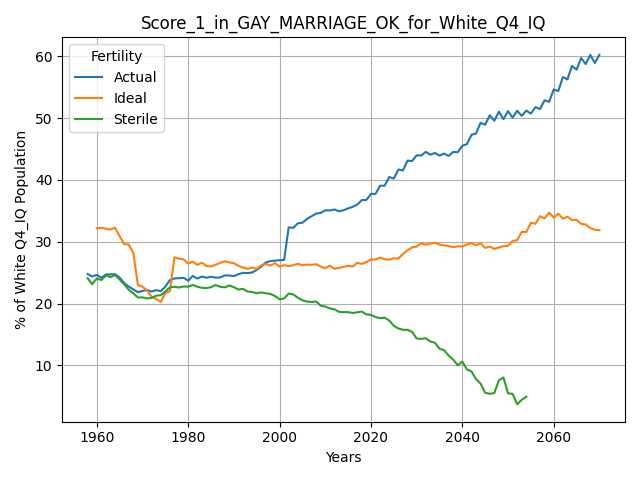 Score_1_in_GAY_MARRIAGE_OK_for_White_Q4_IQ
Fertility
Actual
Ideal
Sterile
% of White Q4_IQ Population
60
50
40
30
20
10
1960 1980 2000 2020 2040 2060
Years